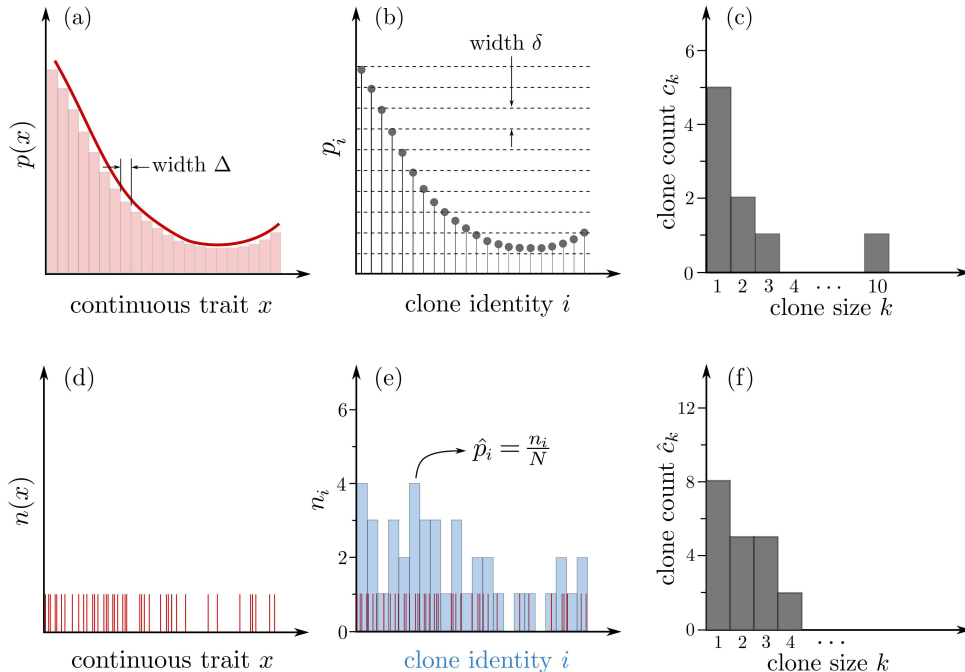 (a)
p(x)
width Δ
continuous trait x
(b)
p_i
width δ
clone identity i
(c)
clone count c_k
6
4
2
0
1 2 3 4 ··· 10
clone size k
(d)
n(x)
continuous trait x
(e)
n_i
6
4
2
0
p̂_i = n_i/N
clone identity i
(f)
clone count ĉ_k
12
8
4
0
1 2 3 4 ···
clone size k